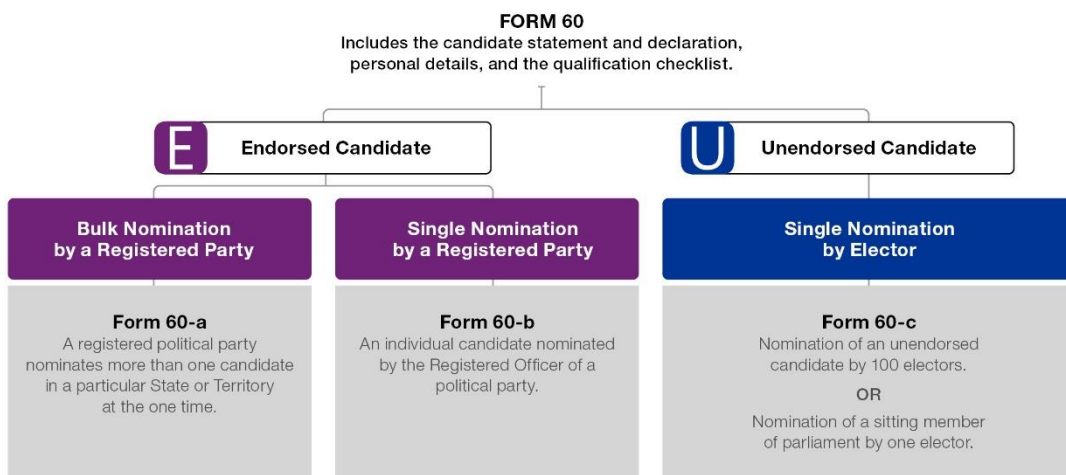 FORM 60
Includes the candidate statement and declaration,
personal details, and the qualification checklist.
E
Endorsed Candidate
U
Unendorsed Candidate
Bulk Nomination
by a Registered Party
Single Nomination
by a Registered Party
Single Nomination
by Elector
Form 60-a
A registered political party
nominates more than one candidate
in a particular State or Territory
at the one time.
Form 60-b
An individual candidate nominated
by the Registered Officer of a
political party.
Form 60-c
Nomination of an unendorsed
candidate by 100 electors.
OR
Nomination of a sitting member
of parliament by one elector.